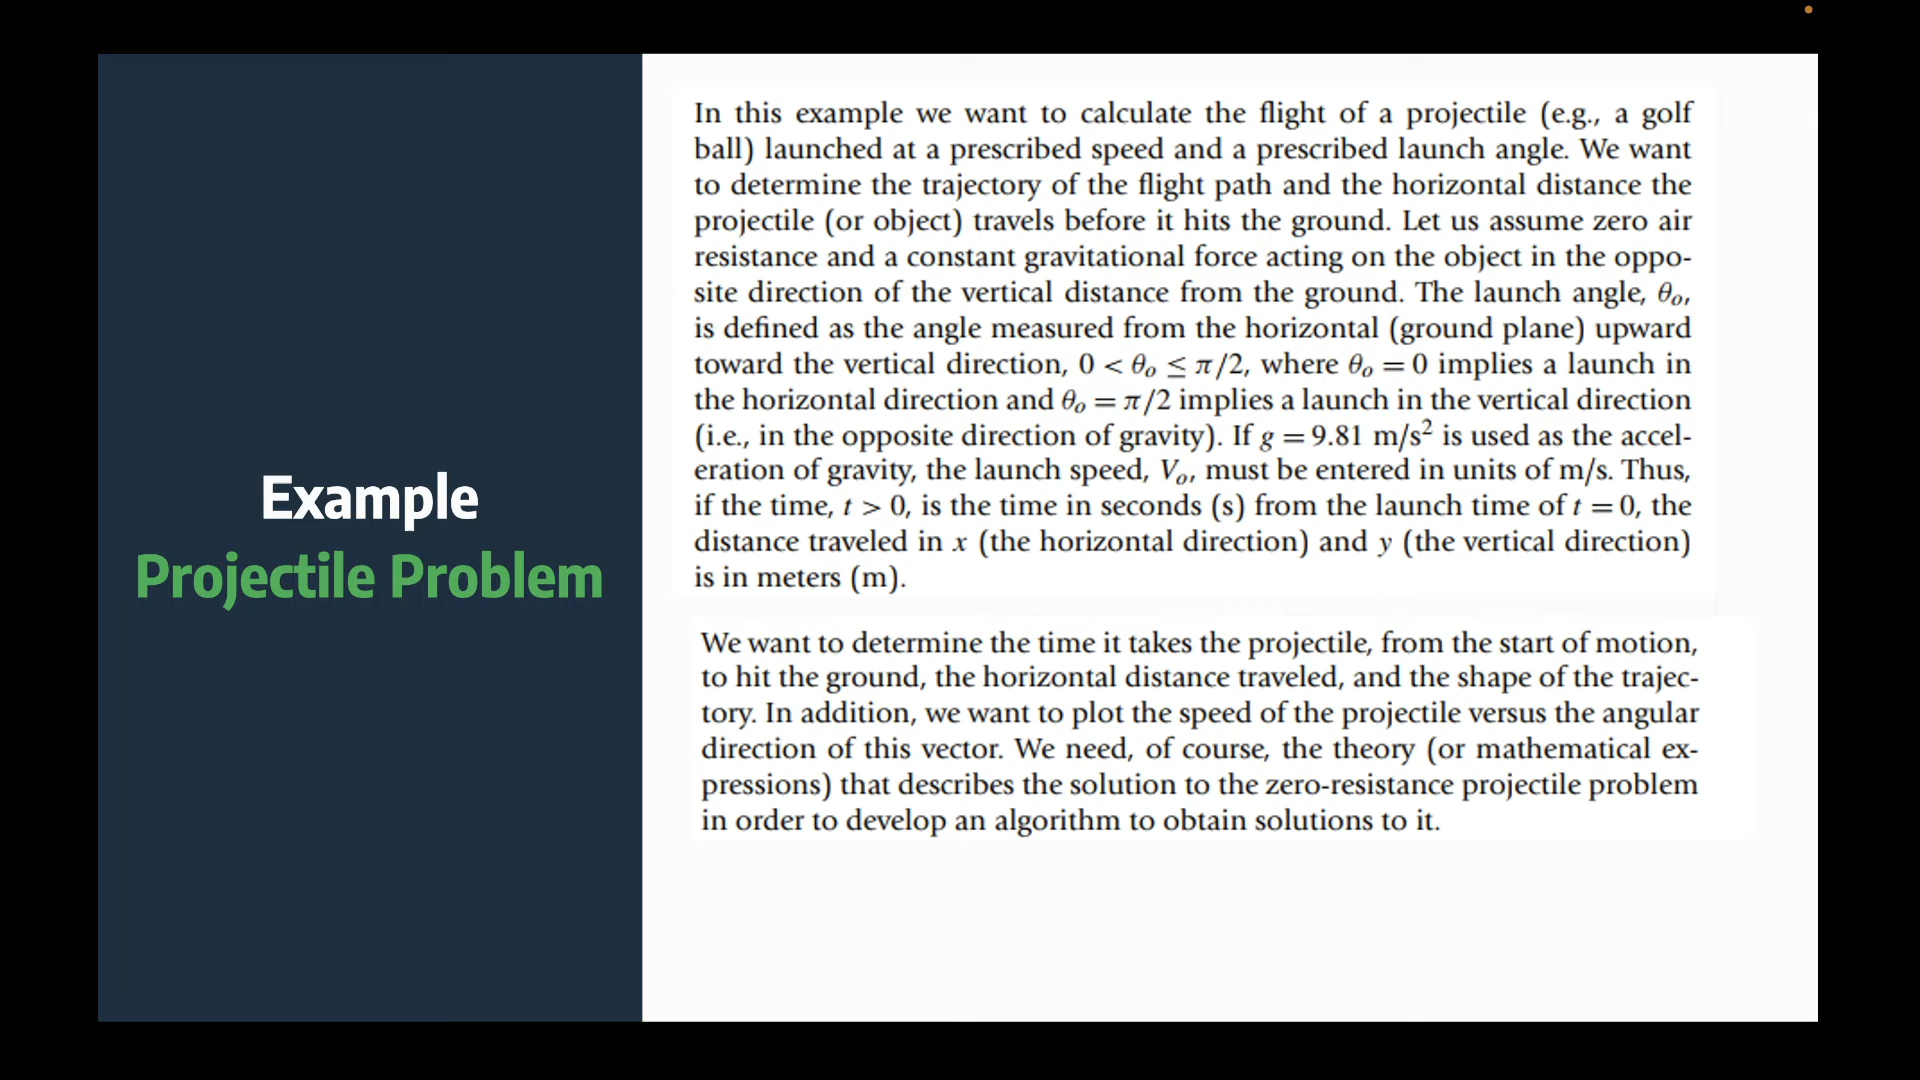 Example
Projectile Problem
In this example we want to calculate the flight of a projectile (e.g., a golf
ball) launched at a prescribed speed and a prescribed launch angle. We want
to determine the trajectory of the flight path and the horizontal distance the
projectile (or object) travels before it hits the ground. Let us assume zero air
resistance and a constant gravitational force acting on the object in the oppo-
site direction of the vertical distance from the ground. The launch angle, θₒ,
is defined as the angle measured from the horizontal (ground plane) upward
toward the vertical direction, 0 < θₒ ≤ π/2, where θₒ = 0 implies a launch in
the horizontal direction and θₒ = π/2 implies a launch in the vertical direction
(i.e., in the opposite direction of gravity). If g = 9.81 m/s² is used as the accel-
eration of gravity, the launch speed, Vₒ, must be entered in units of m/s. Thus,
if the time, t > 0, is the time in seconds (s) from the launch time of t = 0, the
distance traveled in x (the horizontal direction) and y (the vertical direction)
is in meters (m).
We want to determine the time it takes the projectile, from the start of motion,
to hit the ground, the horizontal distance traveled, and the shape of the trajec-
tory. In addition, we want to plot the speed of the projectile versus the angular
direction of this vector. We need, of course, the theory (or mathematical ex-
pressions) that describes the solution to the zero-resistance projectile problem
in order to develop an algorithm to obtain solutions to it.